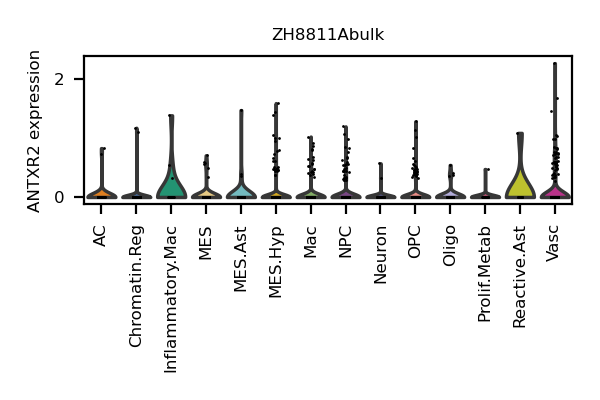 ZH8811Abulk
ANTXR2 expression
2
0
AC
Chromatin.Reg
Inflammatory.Mac
MES
MES.Ast
MES.Hyp
Mac
NPC
Neuron
OPC
Oligo
Prolif.Metab
Reactive.Ast
Vasc